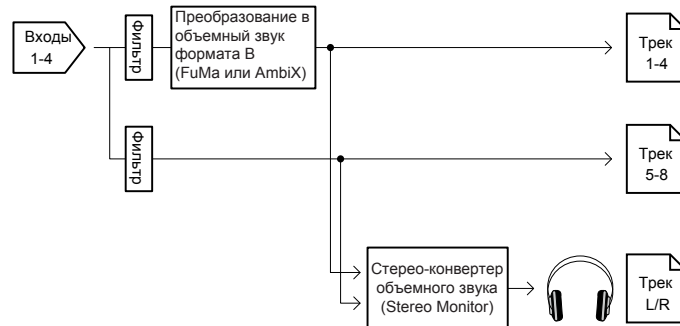 Входы
1-4
Фильтр
Преобразование в
объемный звук
формата B
(FuMa или AmbiX)
Трек
1-4
Фильтр
Трек
5-8
Стерео-конвертер
объемного звука
(Stereo Monitor)
Трек
L/R